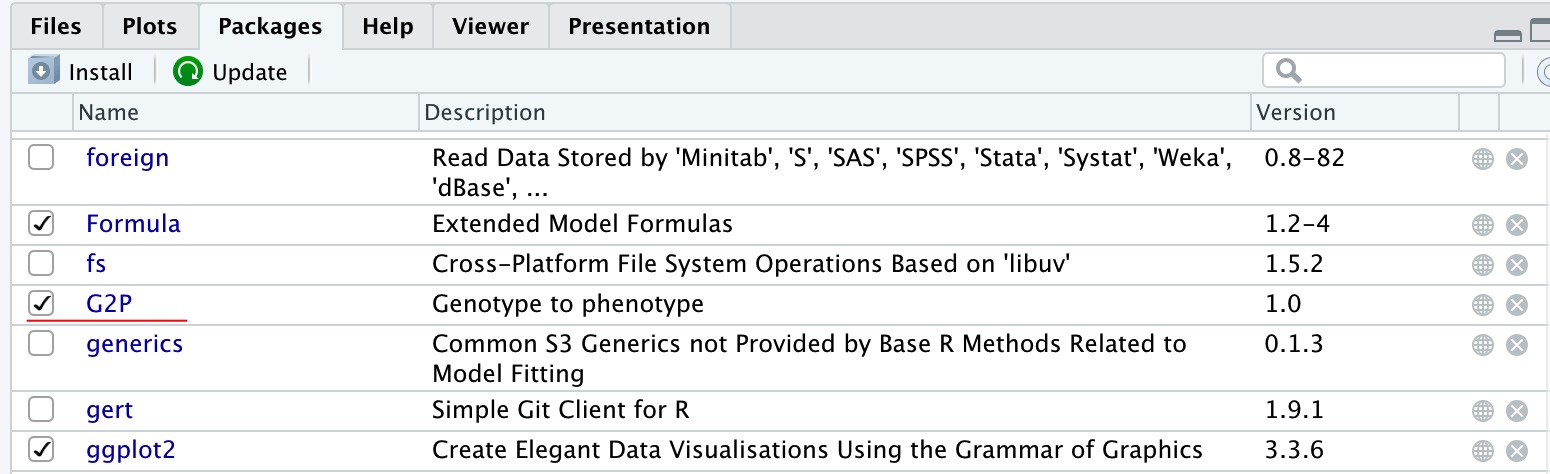 Files Plots Packages Help Viewer Presentation
Install Update
Name Description Version
foreign Read Data Stored by 'Minitab', 'S', 'SAS', 'SPSS', 'Stata', 'Systat', 'Weka', 0.8-82
'dBase', ...
Formula Extended Model Formulas 1.2-4
fs Cross-Platform File System Operations Based on 'libuv' 1.5.2
G2P Genotype to phenotype 1.0
generics Common S3 Generics not Provided by Base R Methods Related to 0.1.3
Model Fitting
gert Simple Git Client for R 1.9.1
ggplot2 Create Elegant Data Visualisations Using the Grammar of Graphics 3.3.6